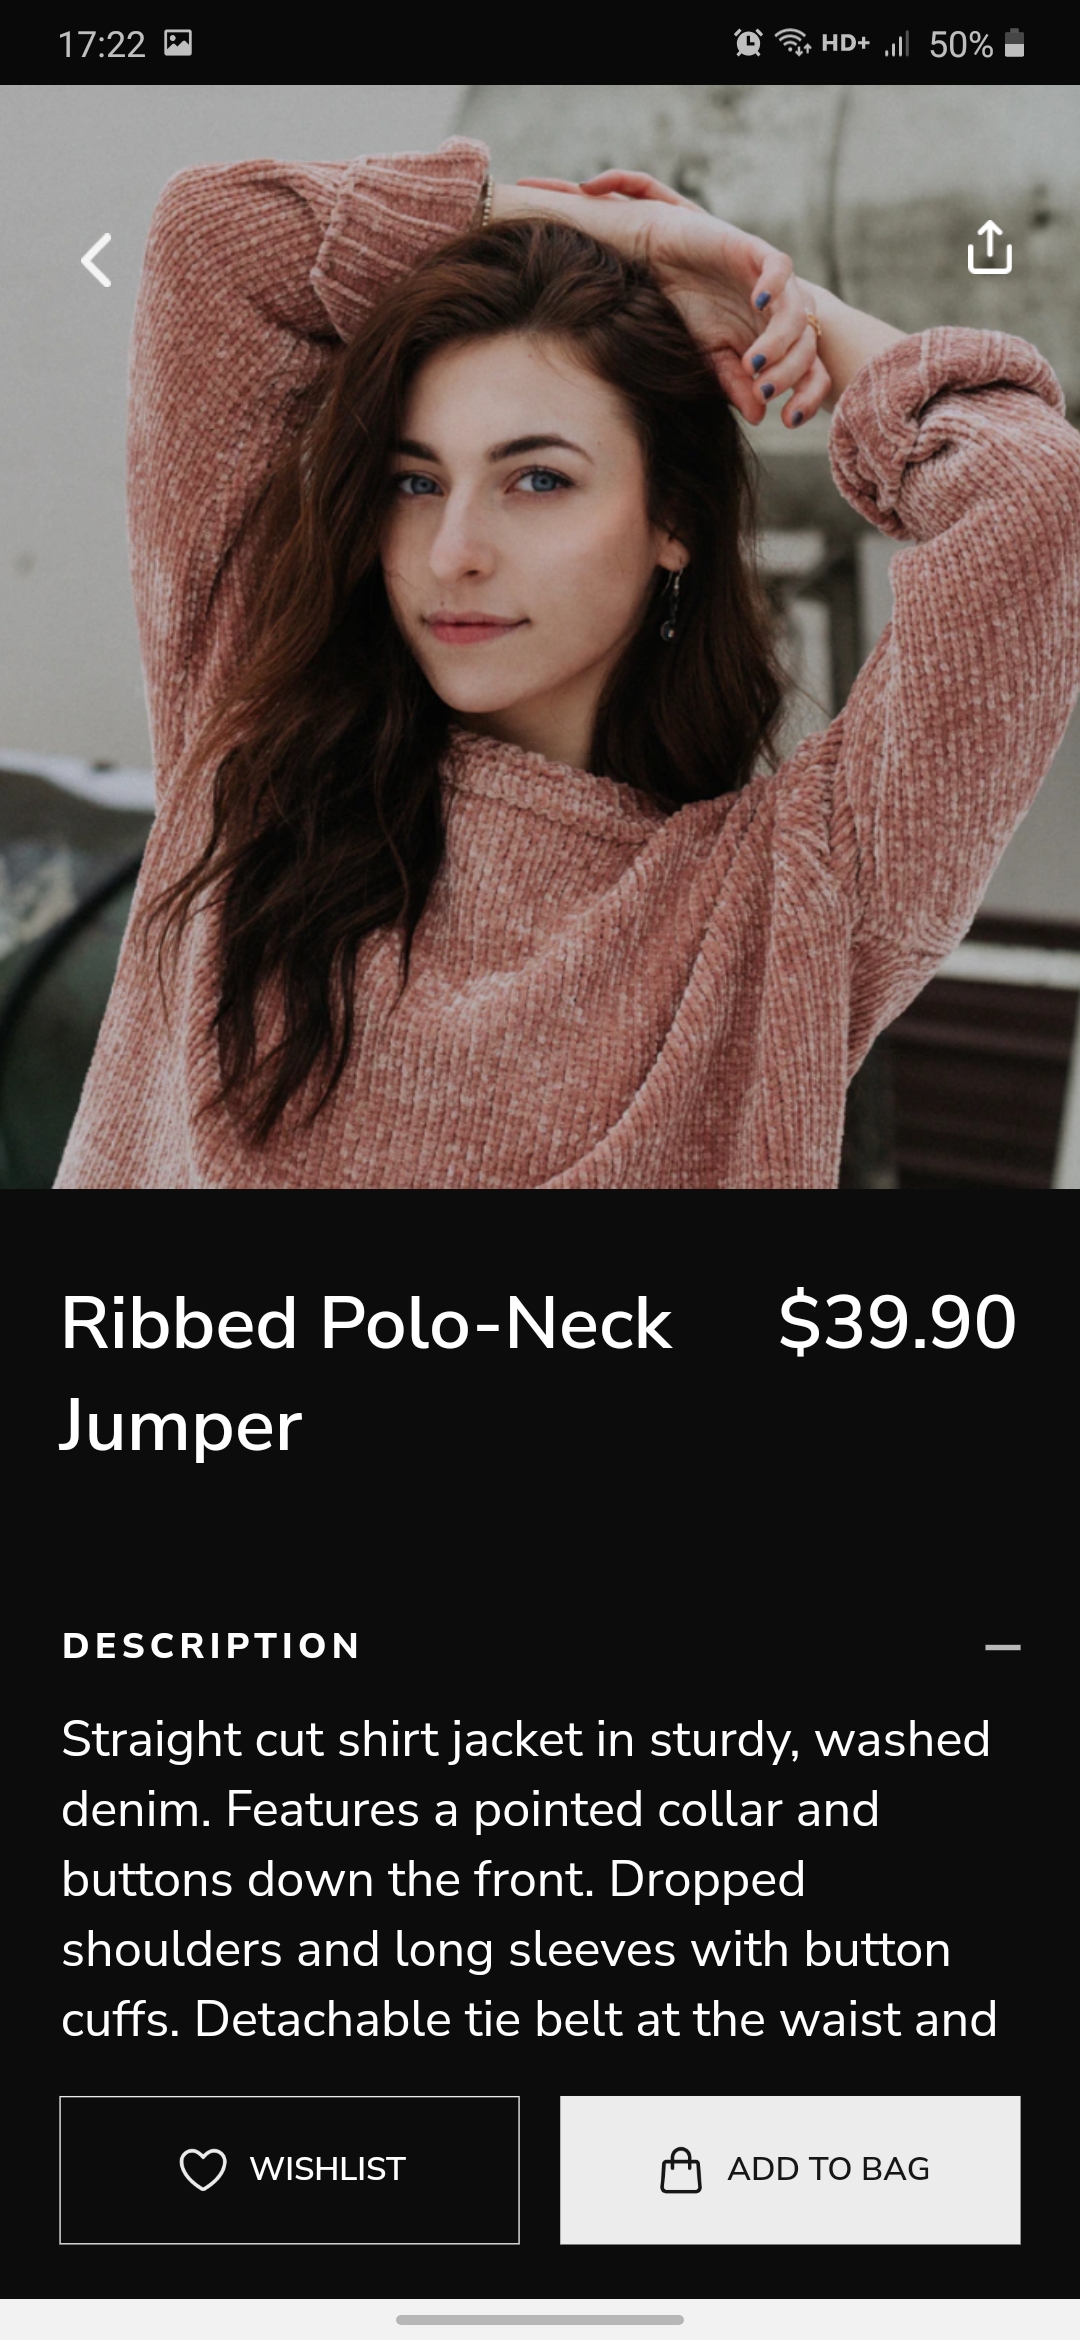 17:22 HD+ 50%
Ribbed Polo-Neck $39.90
Jumper
DESCRIPTION
Straight cut shirt jacket in sturdy, washed
denim. Features a pointed collar and
buttons down the front. Dropped
shoulders and long sleeves with button
cuffs. Detachable tie belt at the waist and
WISHLIST ADD TO BAG